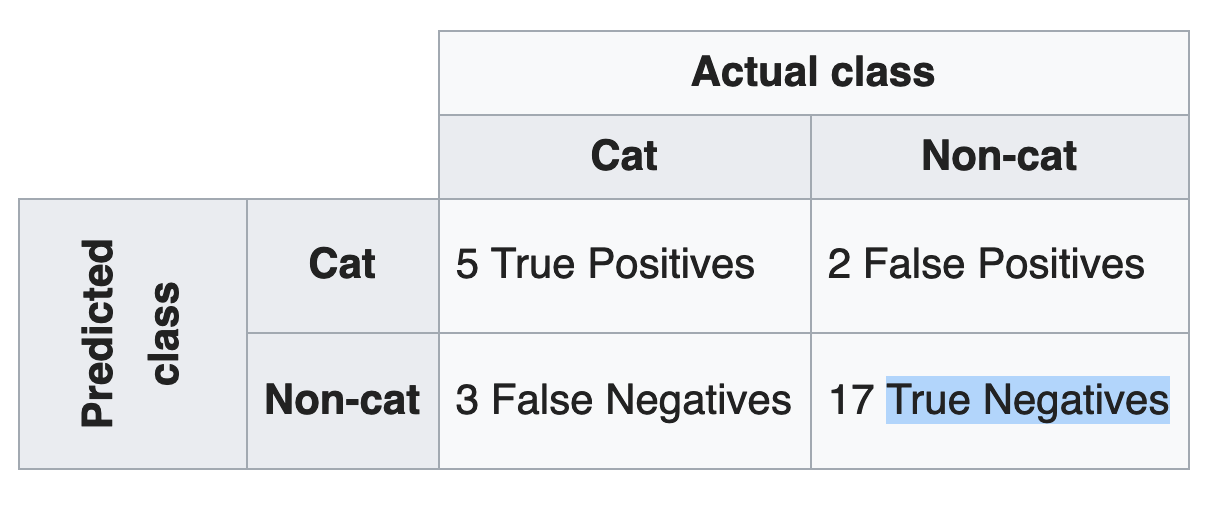 Actual class
Cat Non-cat
Predicted
class
Cat 5 True Positives 2 False Positives
Non-cat 3 False Negatives 17 True Negatives